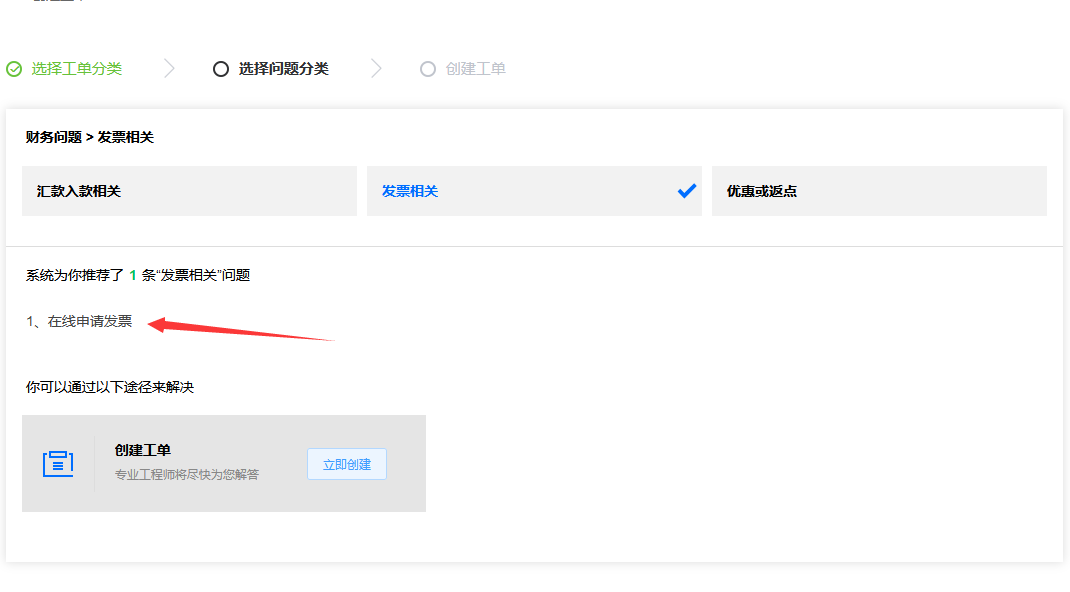 选择工单分类
选择问题分类
创建工单
财务问题 > 发票相关
汇款入款相关
发票相关
优惠或返点
系统为你推荐了 1 条“发票相关”问题
1、在线申请发票
你可以通过以下途径来解决
创建工单
专业工程师将尽快为您解答
立即创建